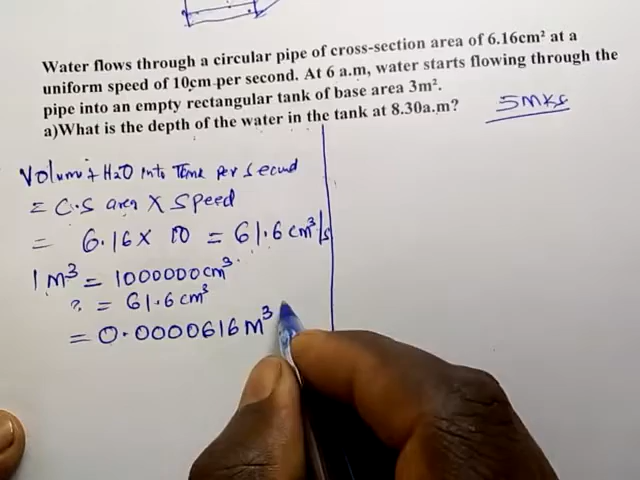 Water flows through a circular pipe of cross-section area of 6.16cm² at a
uniform speed of 10cm per second. At 6 a.m, water starts flowing through the
pipe into an empty rectangular tank of base area 3m².
a)What is the depth of the water in the tank at 8.30a.m?
5MKS
Volume of H2O Into Tank Per Second
= C.S area X Speed
= 6.16 X 10 = 61.6 cm³/s
1 m³ = 1000000cm³.
? = 61.6 cm³
= 0.0000616 M³